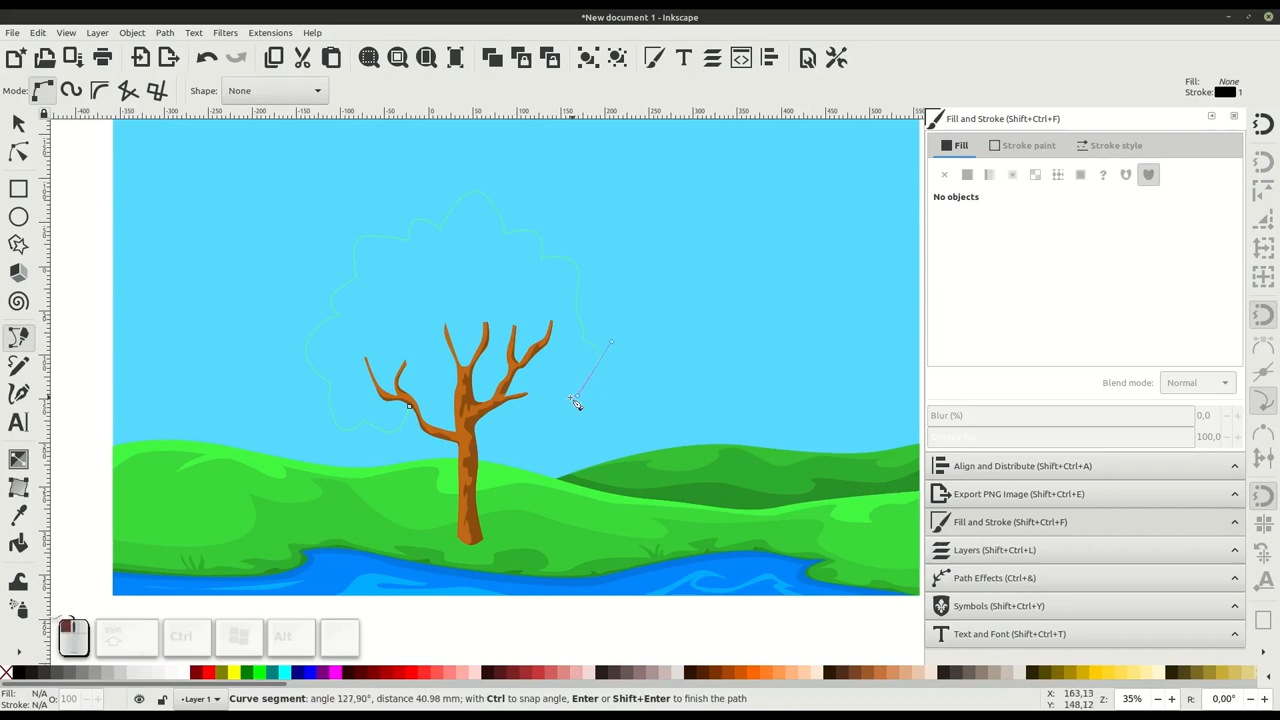 *New document 1 - Inkscape
File Edit View Layer Object Path Text Filters Extensions Help
Mode: Shape: None
Fill: None
Stroke: 1
Fill and Stroke (Shift+Ctrl+F)
Fill Stroke paint Stroke style
No objects
Blend mode: Normal
Blur (%) 0,0
100,0
Align and Distribute (Shift+Ctrl+A)
Export PNG Image (Shift+Ctrl+E)
Fill and Stroke (Shift+Ctrl+F)
Layers (Shift+Ctrl+L)
Path Effects (Ctrl+&)
Symbols (Shift+Ctrl+Y)
Text and Font (Shift+Ctrl+T)
Shift Ctrl Alt
Fill: N/A
Stroke: N/A
O: 100
Layer 1
Curve segment: angle 127,90°, distance 40.98 mm; with Ctrl to snap angle, Enter or Shift+Enter to finish the path
X: 163,13
Y: 148,12
Z: 35%
R: 0,00°